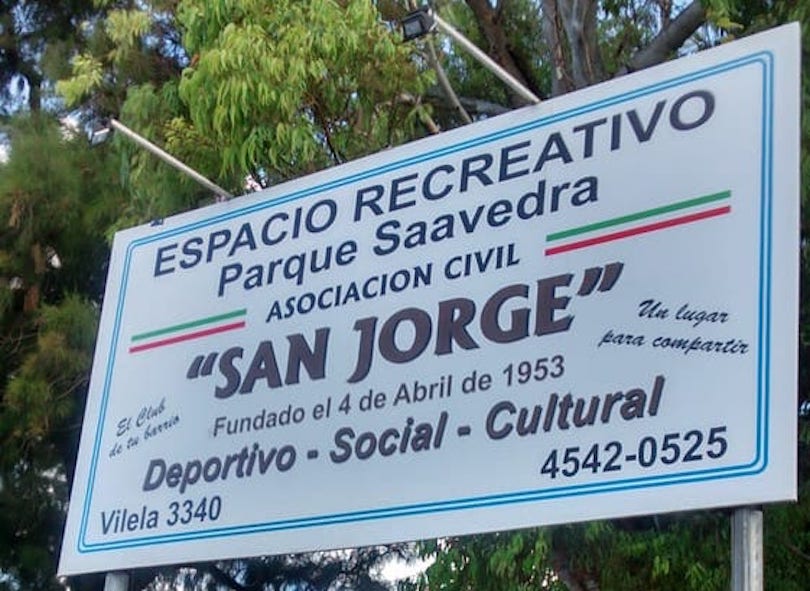 ESPACIO RECREATIVO
Parque Saavedra
ASOCIACION CIVIL
"SAN JORGE"
Un lugar
para compartir
Fundado el 4 de Abril de 1953
El Club
de tu barrio
Deportivo - Social - Cultural
Vilela 3340
4542-0525